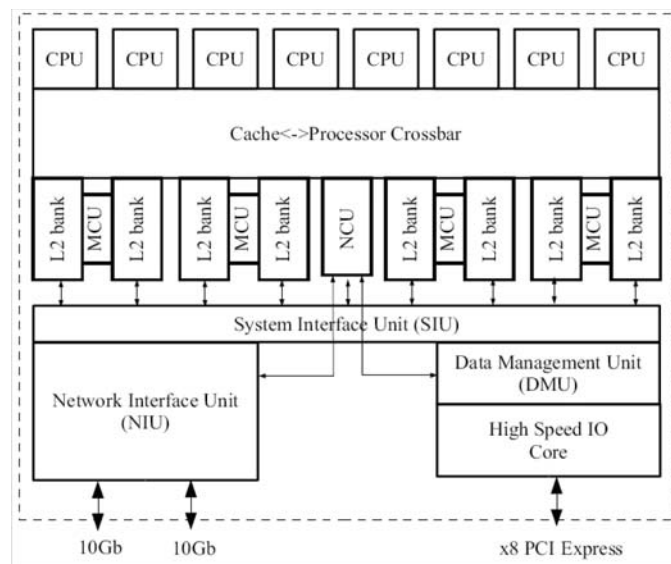 CPU CPU CPU CPU CPU CPU CPU CPU
Cache<->Processor Crossbar
L2 bank MCU L2 bank L2 bank MCU L2 bank NCU L2 bank MCU L2 bank L2 bank MCU L2 bank
System Interface Unit (SIU)
Network Interface Unit
(NIU)
Data Management Unit
(DMU)
High Speed IO
Core
10Gb 10Gb x8 PCI Express